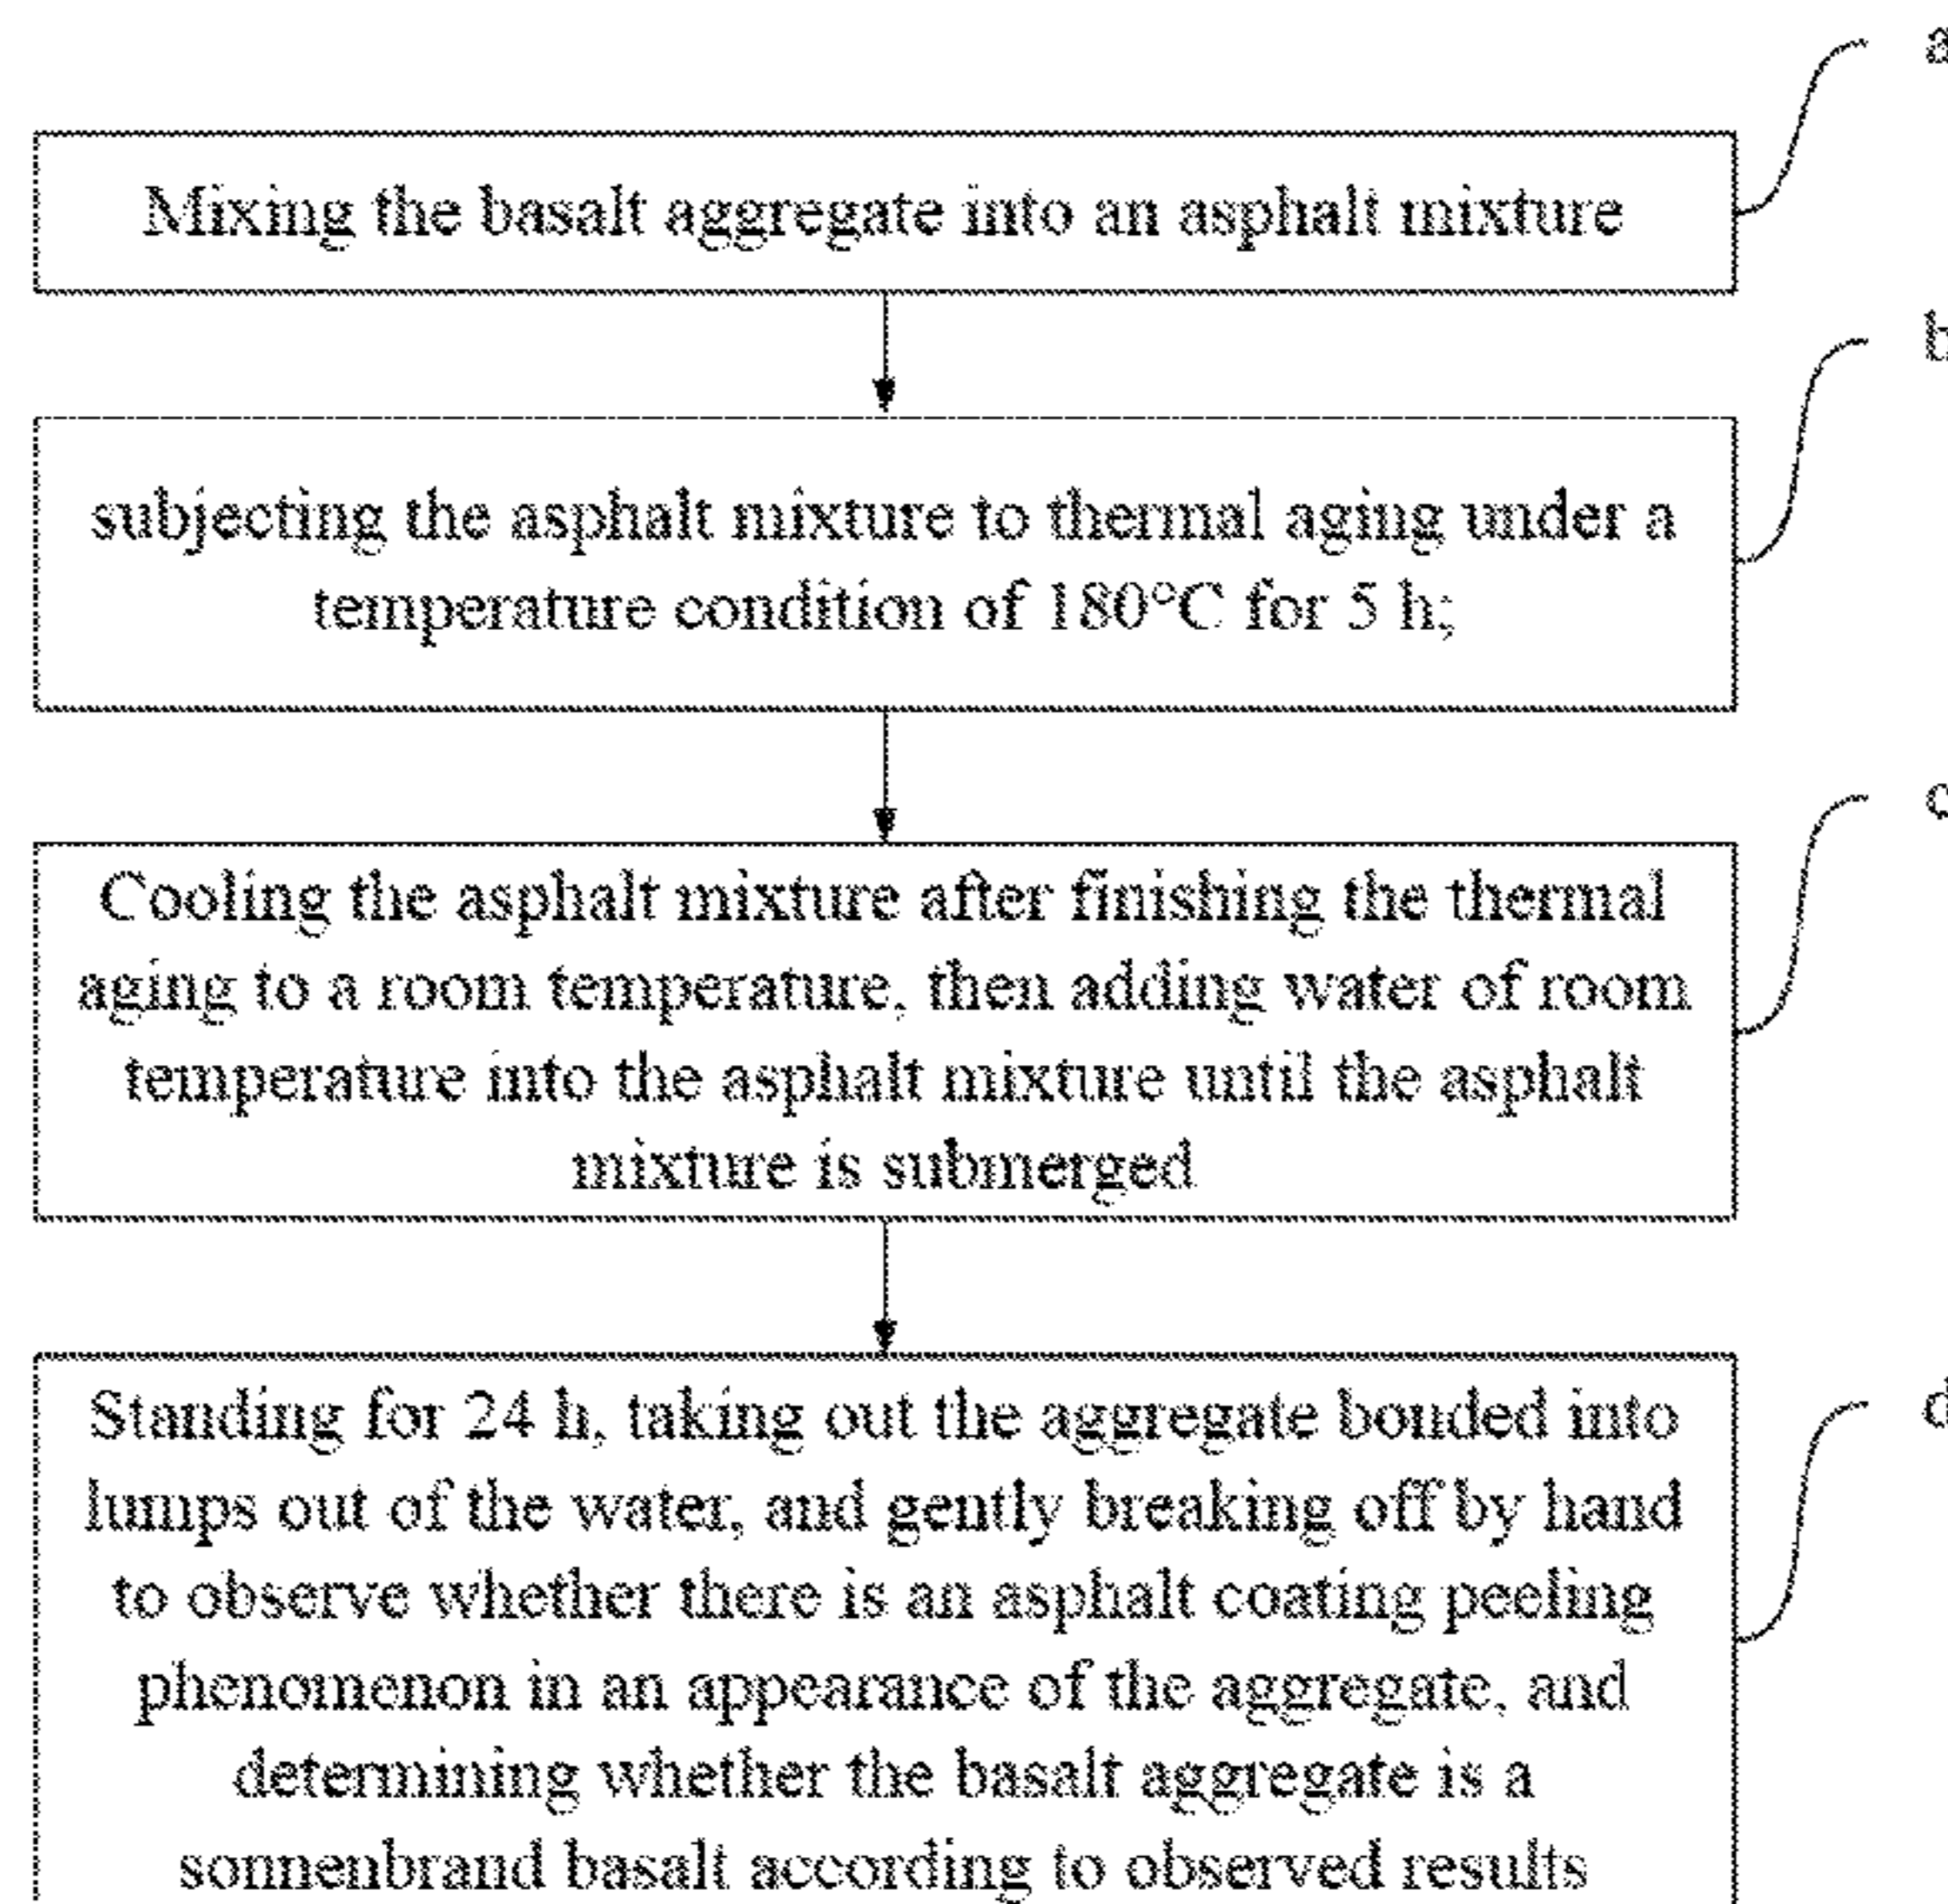 a
Mixing the basalt aggregate into an asphalt mixture
b
subjecting the asphalt mixture to thermal aging under a
temperature condition of 180°C for 5 h;
c
Cooling the asphalt mixture after finishing the thermal
aging to a room temperature, then adding water of room
temperature into the asphalt mixture until the asphalt
mixture is submerged
d
Standing for 24 h, taking out the aggregate bonded into
lumps out of the water, and gently breaking off by hand
to observe whether there is an asphalt coating peeling
phenomenon in an appearance of the aggregate, and
determining whether the basalt aggregate is a
sonnenbrand basalt according to observed results